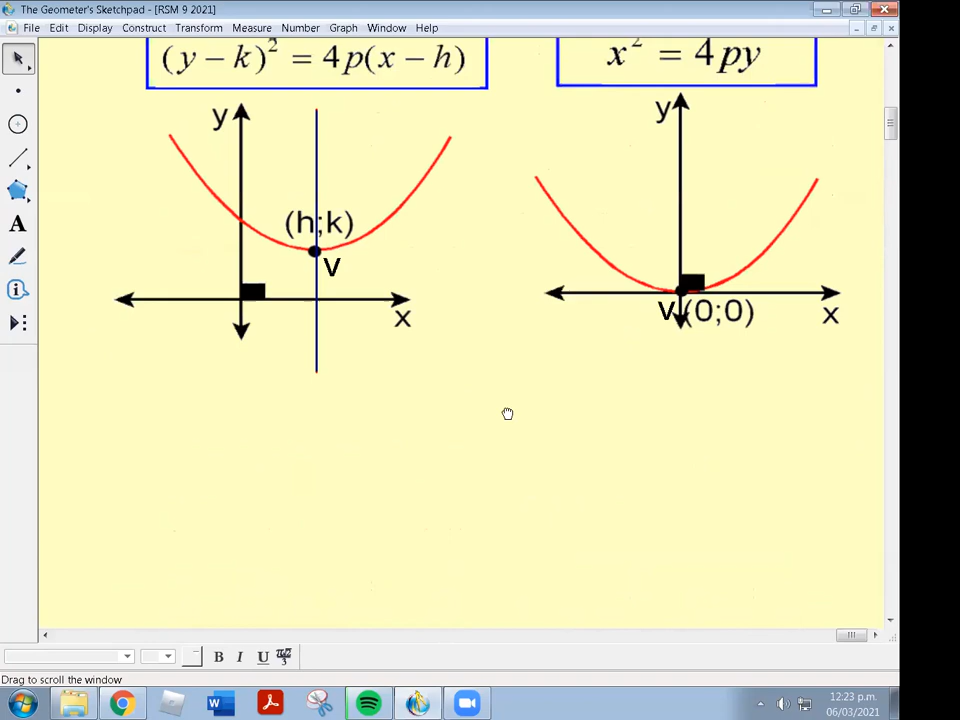 The Geometer's Sketchpad - [RSM 9 2021]
File Edit Display Construct Transform Measure Number Graph Window Help
(y − k)² = 4p(x − h)
x² = 4py
y
(h;k)
V
x
y
V (0;0)
x
A
B I U
Drag to scroll the window
12:23 p.m.
06/03/2021